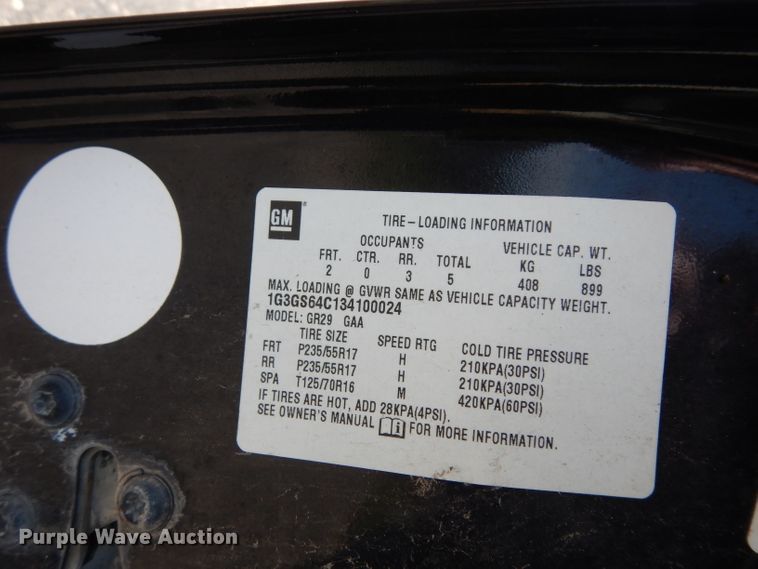 GM
TIRE-LOADING INFORMATION
OCCUPANTS VEHICLE CAP. WT.
FRT. CTR. RR. TOTAL KG LBS
2 0 3 5 408 899
MAX. LOADING @ GVWR SAME AS VEHICLE CAPACITY WEIGHT.
1G3GS64C134100024
MODEL: GR29 GAA
TIRE SIZE SPEED RTG COLD TIRE PRESSURE
FRT P235/55R17 H 210KPA(30PSI)
RR P235/55R17 H 210KPA(30PSI)
SPA T125/70R16 M 420KPA(60PSI)
IF TIRES ARE HOT, ADD 28KPA(4PSI).
SEE OWNER'S MANUAL FOR MORE INFORMATION.
Purple Wave Auction